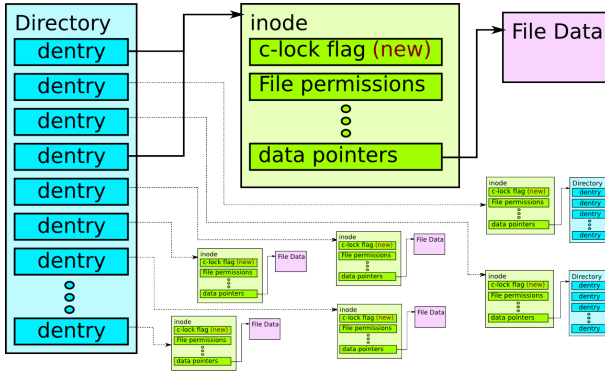 Directory
dentry
dentry
dentry
dentry
dentry
dentry
dentry
dentry
inode
c-lock flag (new)
File permissions
data pointers
File Data
inode
c-lock flag (new)
File permissions
data pointers
Directory
dentry
dentry
dentry
dentry
inode
c-lock flag (new)
File permissions
data pointers
File Data
inode
c-lock flag (new)
File permissions
data pointers
File Data
inode
c-lock flag (new)
File permissions
data pointers
Directory
dentry
dentry
dentry
dentry
inode
c-lock flag (new)
File permissions
data pointers
File Data
inode
c-lock flag (new)
File permissions
data pointers
File Data